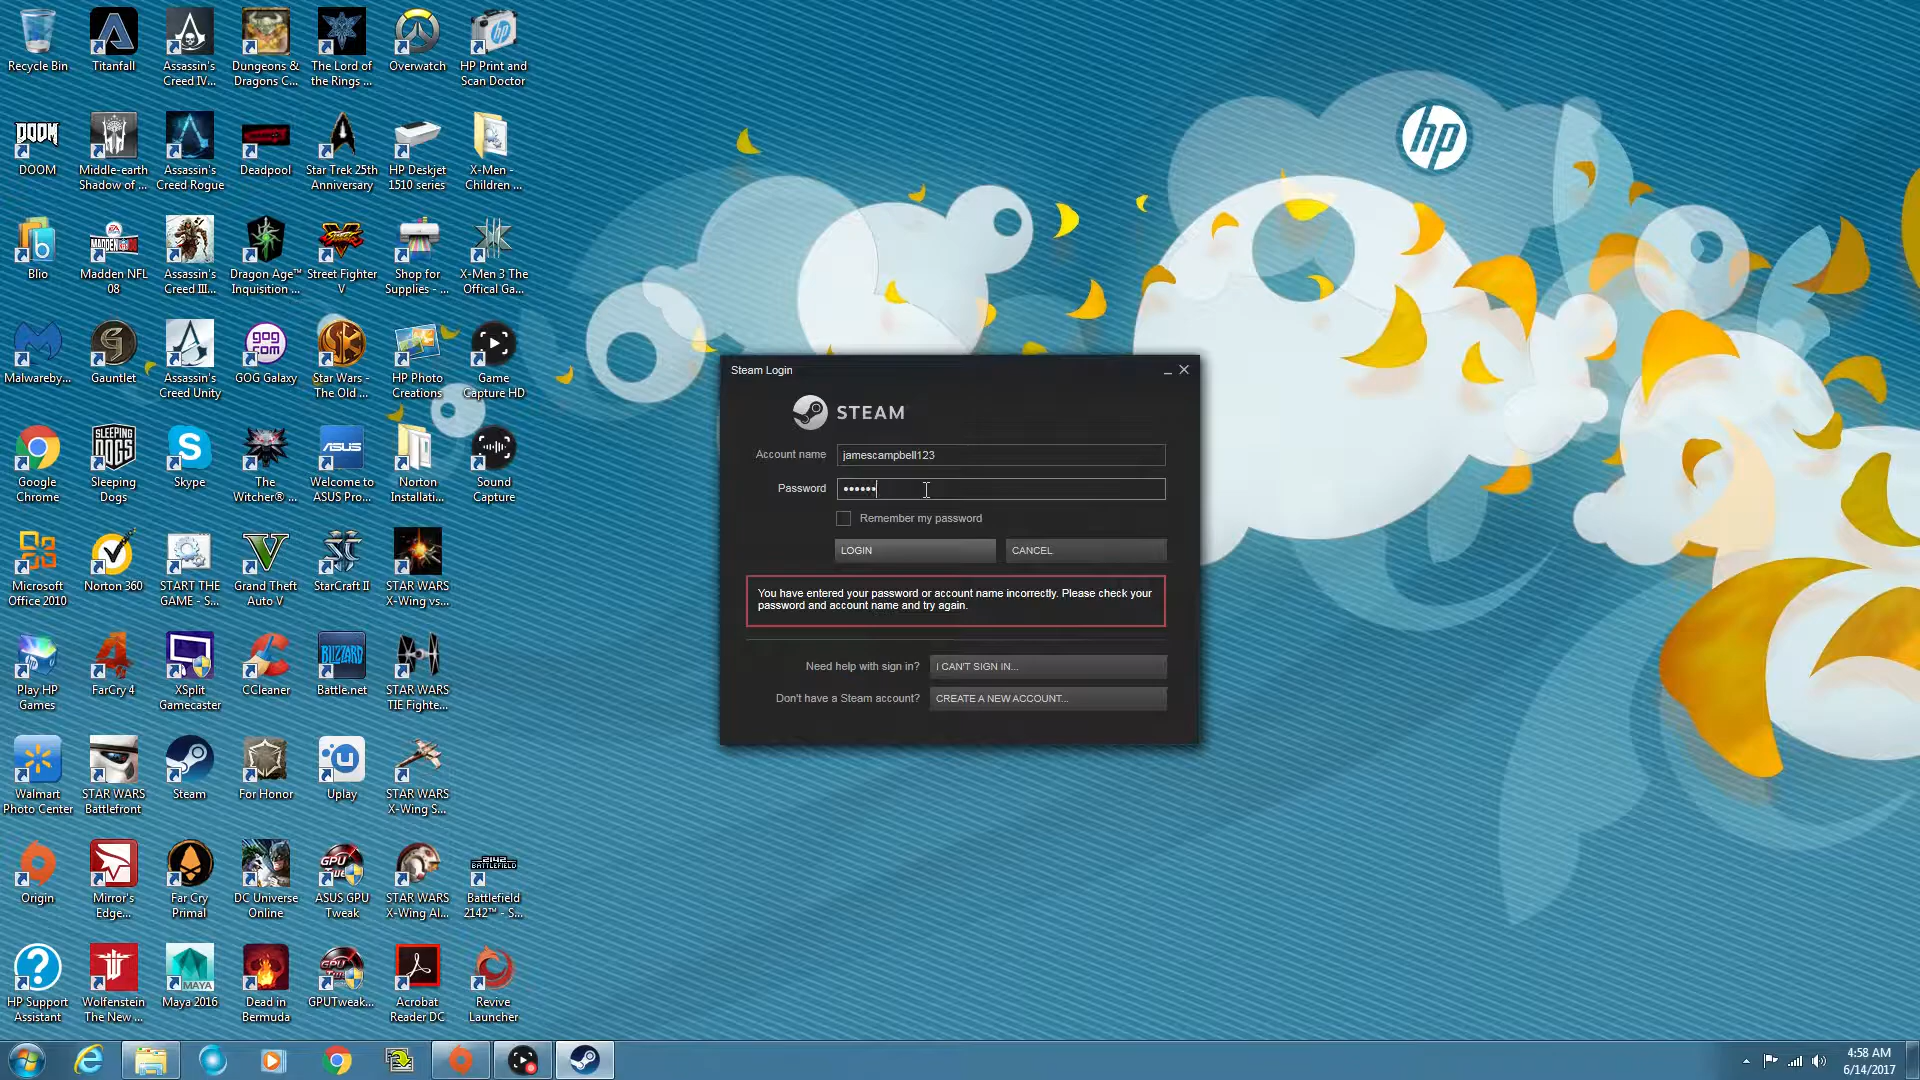 Recycle Bin
Titanfall
Assassin's
Creed IV...
Dungeons &
Dragons C...
The Lord of
the Rings ...
Overwatch
HP Print and
Scan Doctor
DOOM
DOOM
Middle-earth
Shadow of ...
Assassin's
Creed Rogue
Deadpool
Star Trek 25th
Anniversary
HP Deskjet
1510 series
X-Men -
Children ...
hp
Blio
Madden NFL
08
Assassin's
Creed III...
Dragon Age™
Inquisition ...
Street Fighter
V
Shop for
Supplies - ...
X-Men 3 The
Offical Ga...
Malwareby...
Gauntlet
Assassin's
Creed Unity
gog
com
GOG Galaxy
Star Wars -
The Old ...
HP Photo
Creations
Game
Capture HD
Google
Chrome
SLEEPING
DOGS
Sleeping
Dogs
Skype
The
Witcher® ...
ASUS
Welcome to
ASUS Pro...
Norton
Installati...
Sound
Capture
Microsoft
Office 2010
Norton 360
START THE
GAME - S...
Grand Theft
Auto V
StarCraft II
STAR WARS
X-Wing vs...
Play HP
Games
FarCry 4
XSplit
Gamecaster
CCleaner
BLIZZARD
Battle.net
STAR WARS
TIE Fighte...
Walmart
Photo Center
STAR WARS
Battlefront
Steam
For Honor
Uplay
STAR WARS
X-Wing S...
Origin
Mirror's
Edge...
Far Cry
Primal
DC Universe
Online
ASUS GPU
Tweak
STAR WARS
X-Wing Al...
2142
BATTLEFIELD
Battlefield
2142™ - S...
HP Support
Assistant
Wolfenstein
The New ...
MAYA
Maya 2016
Dead in
Bermuda
GPUTweak...
Acrobat
Reader DC
Revive
Launcher
Steam Login
STEAM
Account name
jamescampbell123
Password
••••••
Remember my password
LOGIN
CANCEL
You have entered your password or account name incorrectly. Please check your
password and account name and try again.
Need help with sign in?
I CAN'T SIGN IN...
Don't have a Steam account?
CREATE A NEW ACCOUNT...
4:58 AM
6/14/2017